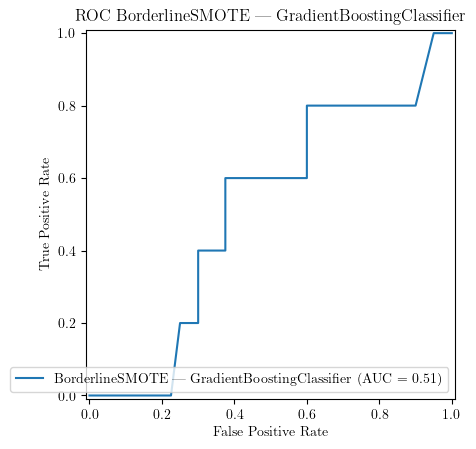 ROC BorderlineSMOTE — GradientBoostingClassifier
1.0
0.8
0.6
0.4
0.2
0.0
True Positive Rate
BorderlineSMOTE — GradientBoostingClassifier (AUC = 0.51)
0.0 0.2 0.4 0.6 0.8 1.0
False Positive Rate